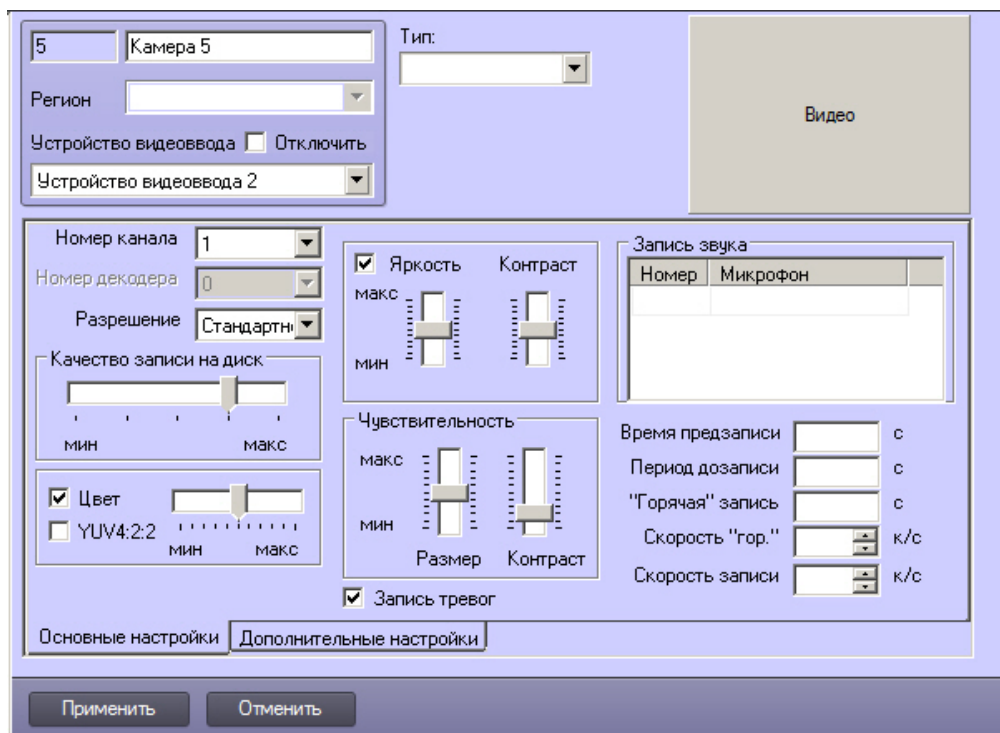 5
Камера 5
Тип:
Регион
Устройство видеоввода
Отключить
Устройство видеоввода 2
Видео
Номер канала
1
Номер декодера
0
Разрешение
Стандартн
Качество записи на диск
мин
макс
Цвет
YUV4:2:2
мин
макс
Яркость
Контраст
макс
мин
Чувствительность
макс
мин
Размер
Контраст
Запись тревог
Запись звука
Номер
Микрофон
Время предзаписи
с
Период дозаписи
с
"Горячая" запись
с
Скорость "гор."
к/с
Скорость записи
к/с
Основные настройки
Дополнительные настройки
Применить
Отменить